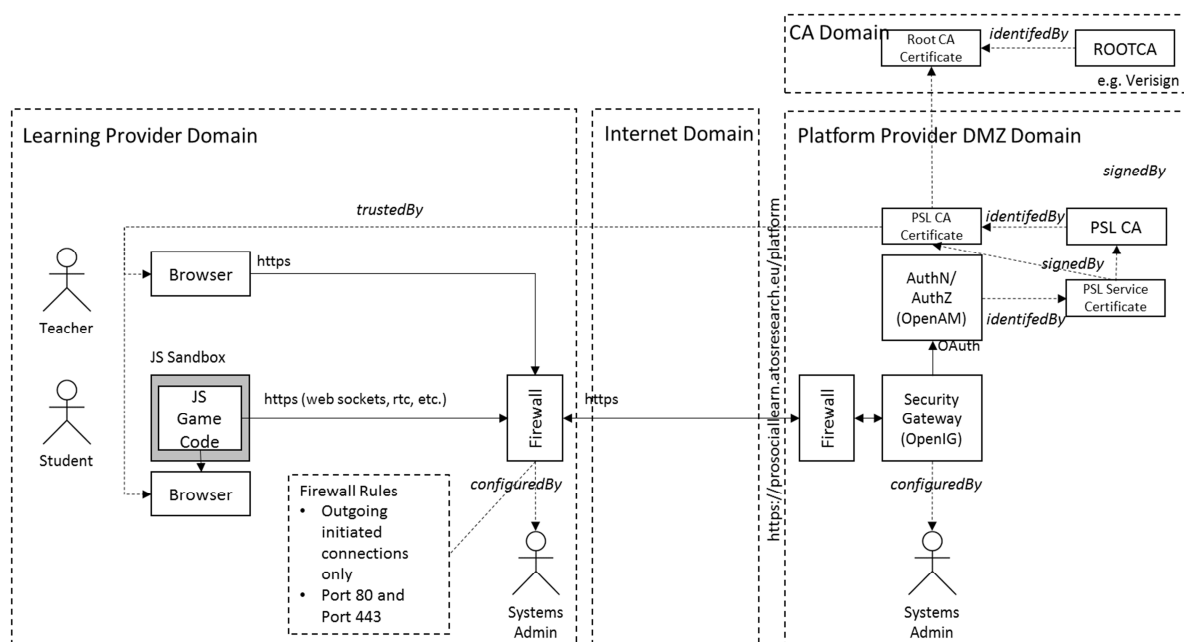 CA Domain
Root CA
Certificate
identifedBy
ROOTCA
e.g. Verisign
Learning Provider Domain
Internet Domain
Platform Provider DMZ Domain
signedBy
trustedBy
PSL CA
Certificate
identifedBy
PSL CA
Browser
https
signedBy
AuthN/
AuthZ
(OpenAM)
PSL Service
Certificate
identifedBy
OAuth
Teacher
JS Sandbox
JS
Game
Code
https (web sockets, rtc, etc.)
Firewall
https
https://prosociallearn.atosresearch.eu/platform
Firewall
Security
Gateway
(OpenIG)
Student
Browser
configuredBy
configuredBy
Firewall Rules
• Outgoing
initiated
connections
only
• Port 80 and
Port 443
Systems
Admin
Systems
Admin